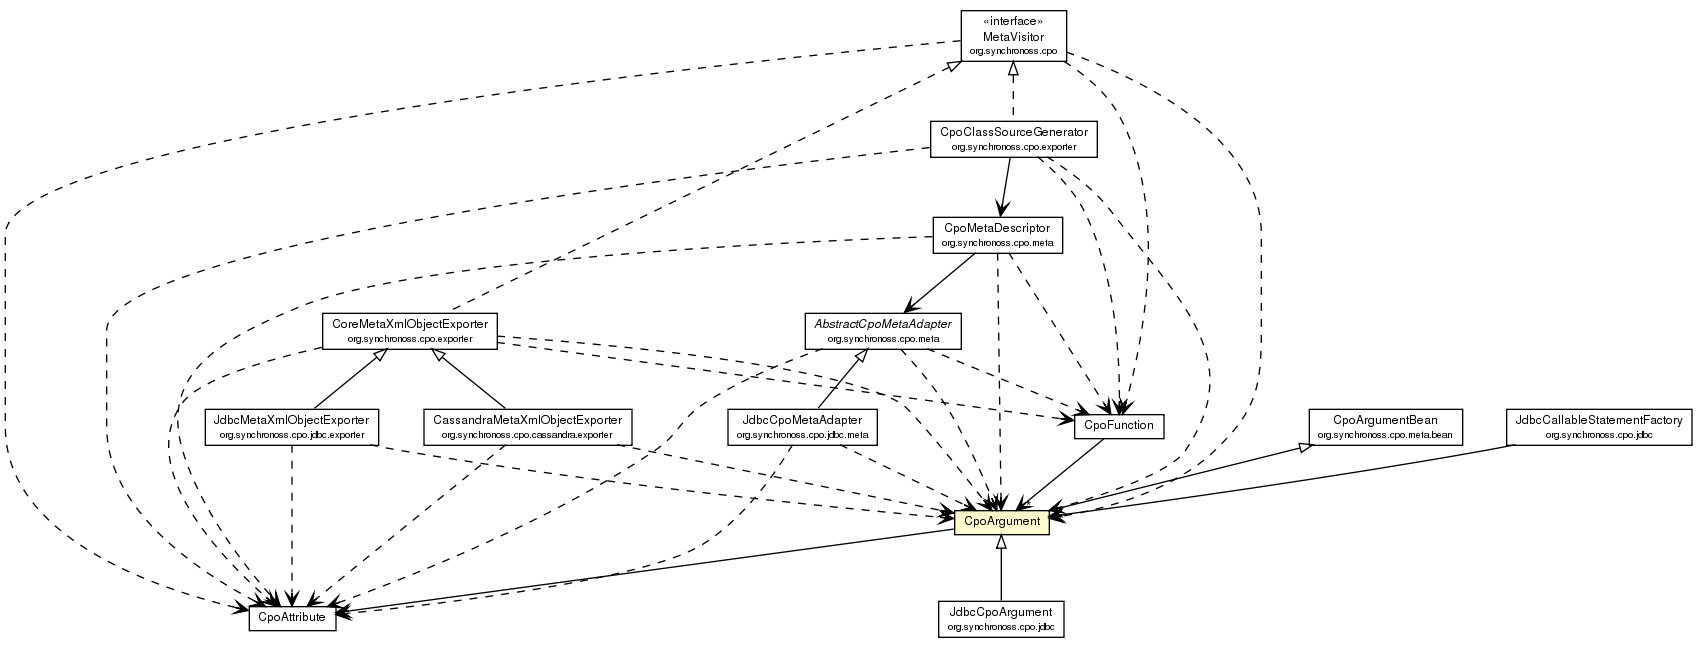 «interface»
MetaVisitor
org.synchronoss.cpo
CpoClassSourceGenerator
org.synchronoss.cpo.exporter
CpoMetaDescriptor
org.synchronoss.cpo.meta
CoreMetaXmlObjectExporter
org.synchronoss.cpo.exporter
AbstractCpoMetaAdapter
org.synchronoss.cpo.meta
JdbcMetaXmlObjectExporter
org.synchronoss.cpo.jdbc.exporter
CassandraMetaXmlObjectExporter
org.synchronoss.cpo.cassandra.exporter
JdbcCpoMetaAdapter
org.synchronoss.cpo.jdbc.meta
CpoFunction
CpoArgumentBean
org.synchronoss.cpo.meta.bean
JdbcCallableStatementFactory
org.synchronoss.cpo.jdbc
*
CpoArgument
CpoAttribute
JdbcCpoArgument
org.synchronoss.cpo.jdbc